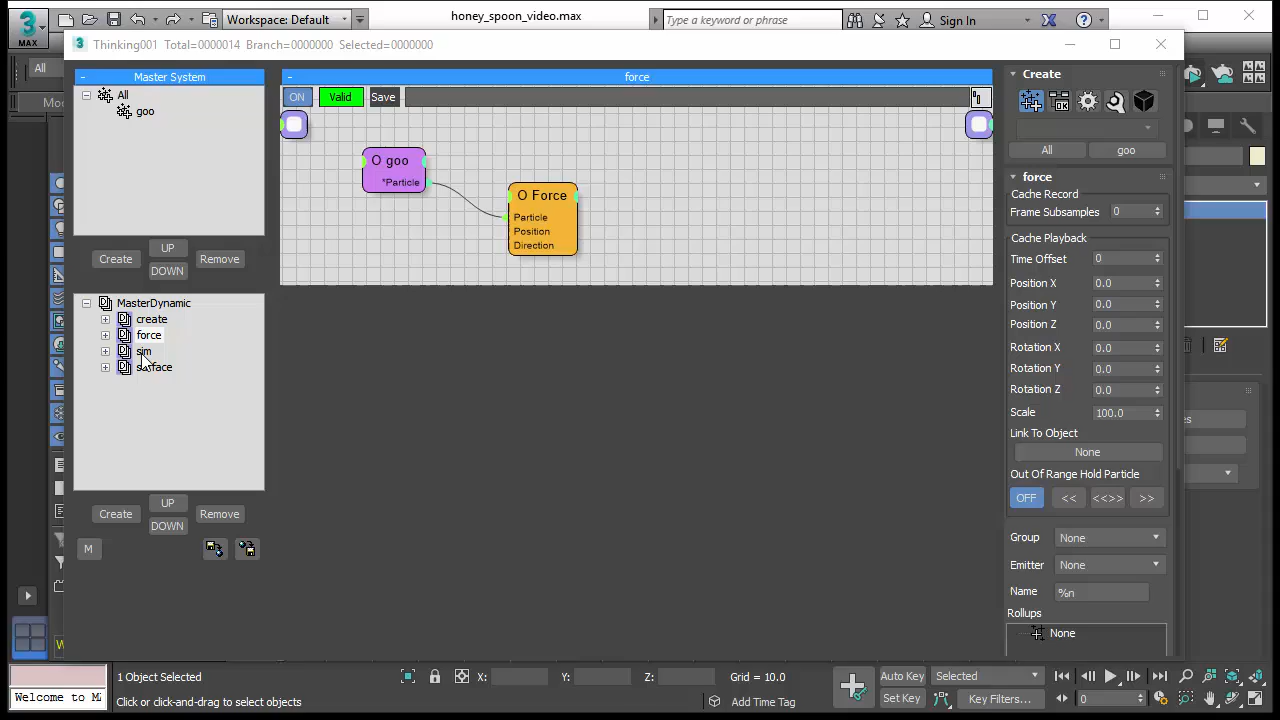 MAX
Workspace: Default
honey_spoon_video.max
Type a keyword or phrase
Sign In
All
Thinking001 Total=0000014 Branch=0000000 Selected=0000000
Master System
All
goo
Create
UP
DOWN
Remove
MasterDynamic
create
force
sim
surface
Create
UP
DOWN
Remove
M
force
ON
Valid
Save
O goo
*Particle
O Force
Particle
Position
Direction
Create
All
goo
force
Cache Record
Frame Subsamples 0
Cache Playback
Time Offset 0
Position X 0.0
Position Y 0.0
Position Z 0.0
Rotation X 0.0
Rotation Y 0.0
Rotation Z 0.0
Scale 100.0
Link To Object
None
Out Of Range Hold Particle
OFF << <<>> >>
Group None
Emitter None
Name %n
Rollups
None
Welcome to MA
1 Object Selected
Click or click-and-drag to select objects
X:
Y:
Z:
Grid = 10.0
Add Time Tag
Auto Key
Selected
Set Key
Key Filters...
0